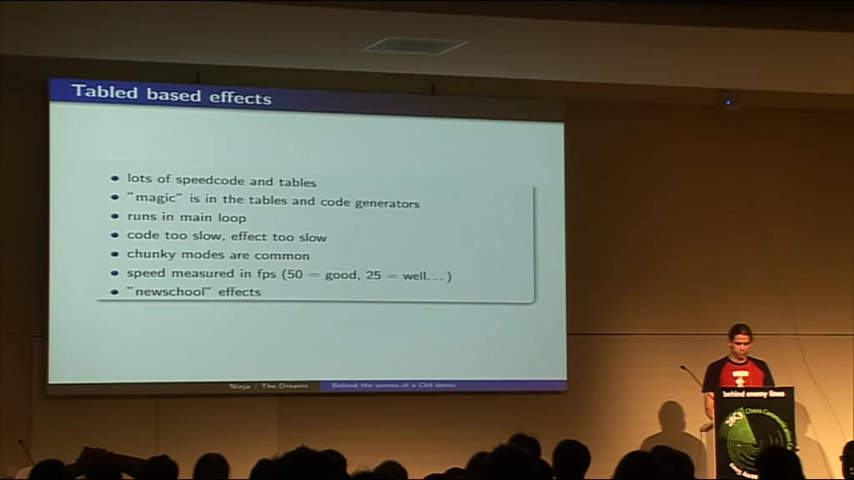 Tabled based effects
lots of speedcode and tables
"magic" is in the tables and code generators
runs in main loop
code too slow, effect too slow
chunky modes are common
speed measured in fps (50 = good, 25 = well...)
"newschool" effects
Ninja / The Dreams
Behind the scenes of a C64 demo
behind enemy lines